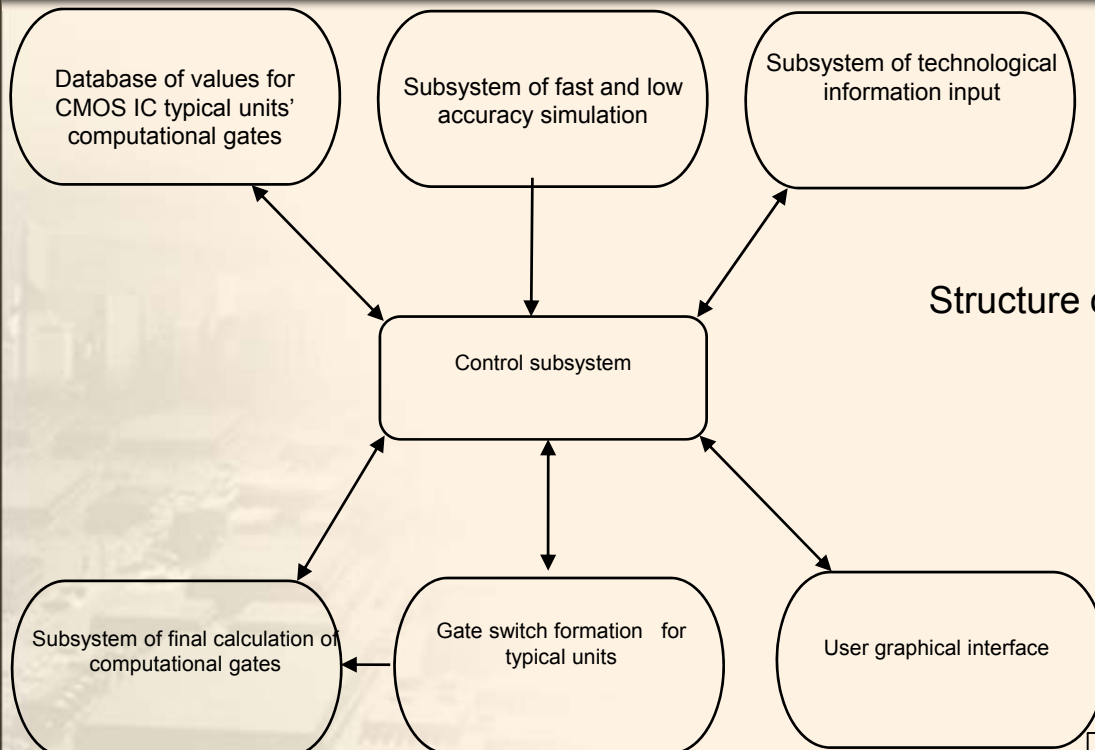 Database of values for
CMOS IC typical units'
computational gates
Subsystem of fast and low
accuracy simulation
Subsystem of technological
information input
Structure
Control subsystem
Subsystem of final calculation of
computational gates
Gate switch formation for
typical units
User graphical interface